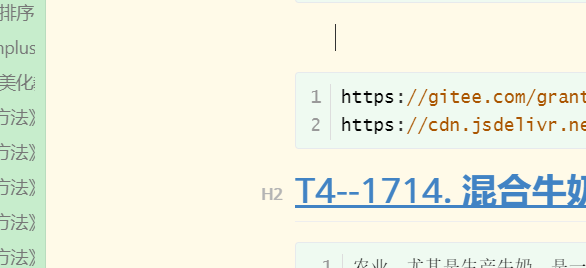 排序
nplus
美化
方法》
方法》
方法》
方法》
方法》
1 https://gitee.com/grant
2 https://cdn.jsdelivr.ne
H2 T4--1714. 混合牛奶
1 农业，尤其是生产牛奶，是一